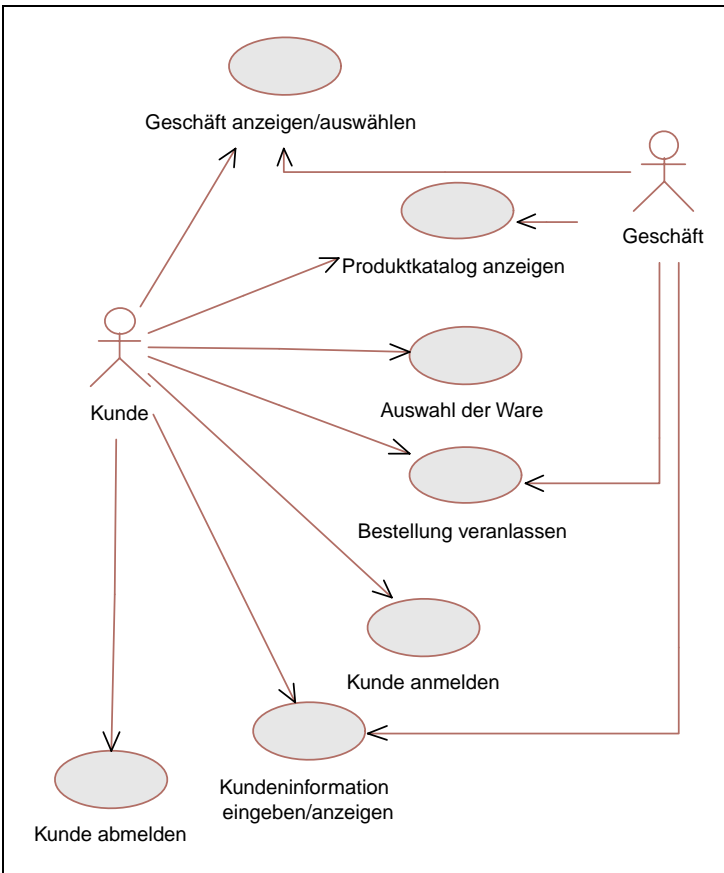 Geschäft anzeigen/auswählen
Geschäft
Produktkatalog anzeigen
Kunde
Auswahl der Ware
Bestellung veranlassen
Kunde anmelden
Kundeninformation
eingeben/anzeigen
Kunde abmelden